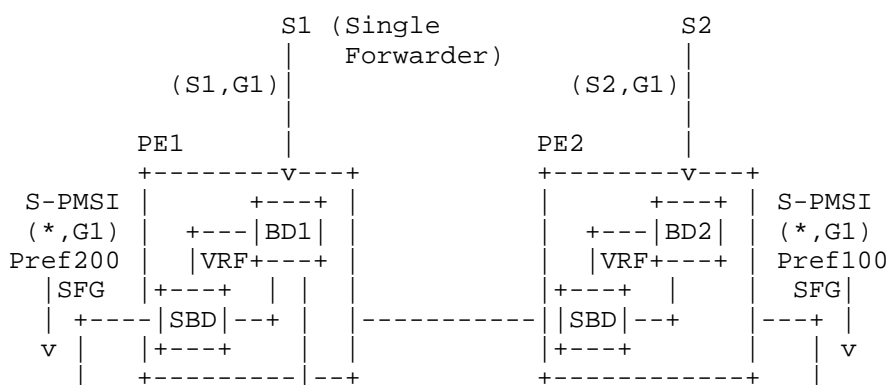 S1 (Single S2
Forwarder)
(S1,G1) (S2,G1)
PE1 PE2
S-PMSI S-PMSI
(*,G1) BD1 BD2 (*,G1)
Pref200 VRF VRF Pref100
SFG SFG
SBD SBD
v v